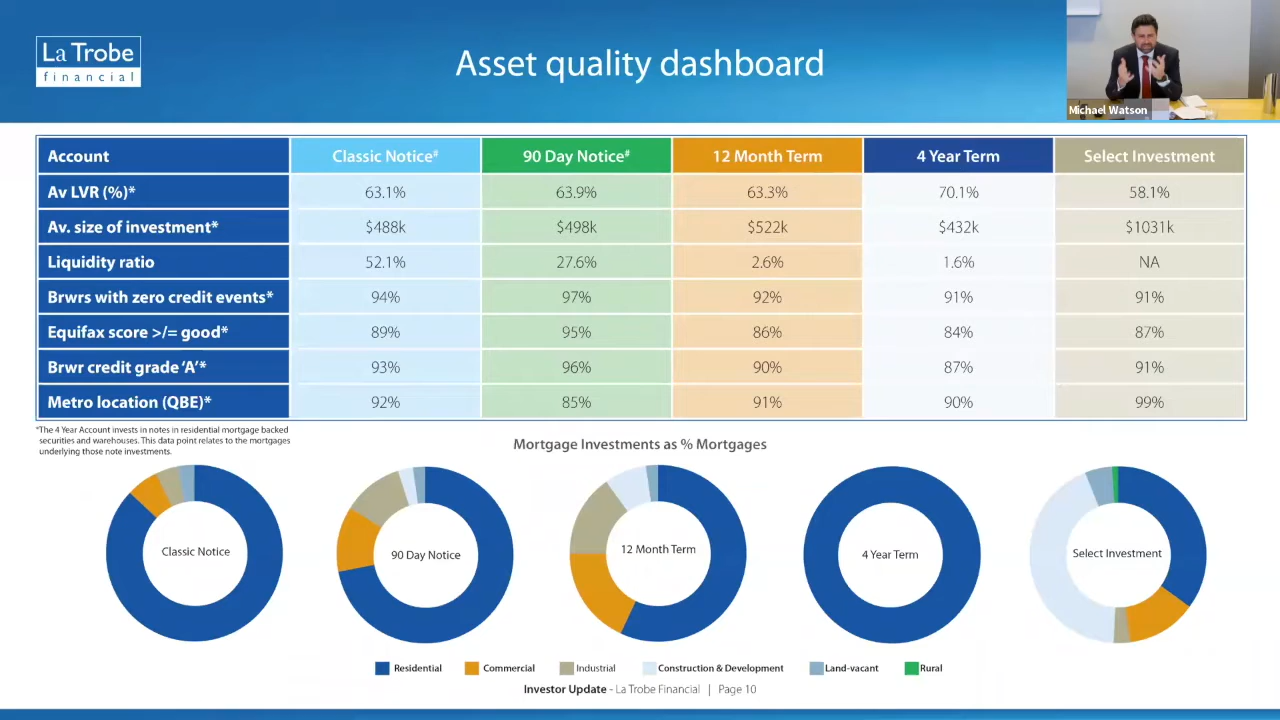 La Trobe
financial
Asset quality dashboard
Michael Watson
Account Classic Notice# 90 Day Notice# 12 Month Term 4 Year Term Select Investment
Av LVR (%)* 63.1% 63.9% 63.3% 70.1% 58.1%
Av. size of investment* $488k $498k $522k $432k $1031k
Liquidity ratio 52.1% 27.6% 2.6% 1.6% NA
Brwrs with zero credit events* 94% 97% 92% 91% 91%
Equifax score >/= good* 89% 95% 86% 84% 87%
Brwr credit grade ‘A’* 93% 96% 90% 87% 91%
Metro location (QBE)* 92% 85% 91% 90% 99%
*The 4 Year Account invests in notes in residential mortgage backed
securities and warehouses. This data point relates to the mortgages
underlying those note investments.
Mortgage Investments as % Mortgages
Classic Notice
90 Day Notice
12 Month Term
4 Year Term
Select Investment
Residential Commercial Industrial Construction & Development Land-vacant Rural
Investor Update - La Trobe Financial | Page 10